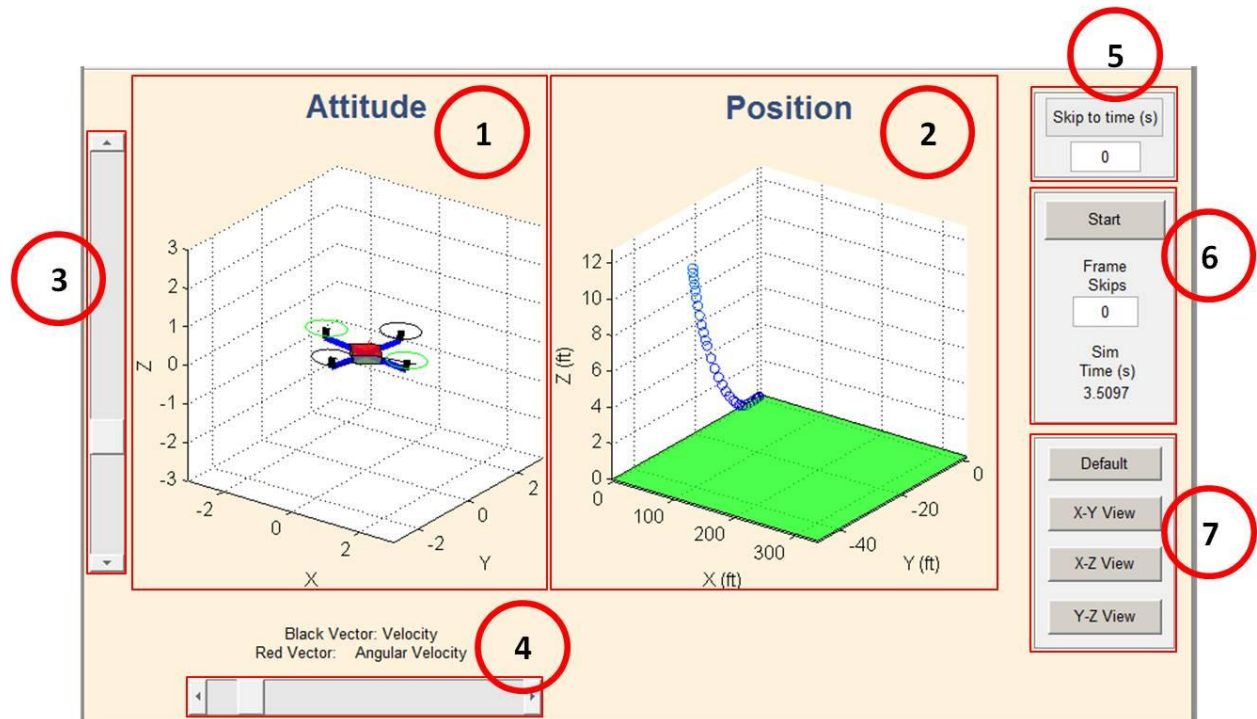 5
Attitude
1
Position
2
Skip to time (s)
0
3
Z
3
2
1
0
-1
-2
-3
-2
0
2
X
-2
0
2
Y
Z (ft)
12
10
8
6
4
2
0
0
100
200
300
X (ft)
-40
-20
0
Y (ft)
Start
6
Frame
Skips
0
Sim
Time (s)
3.5097
Default
X-Y View
7
X-Z View
Y-Z View
Black Vector: Velocity
Red Vector: Angular Velocity
4